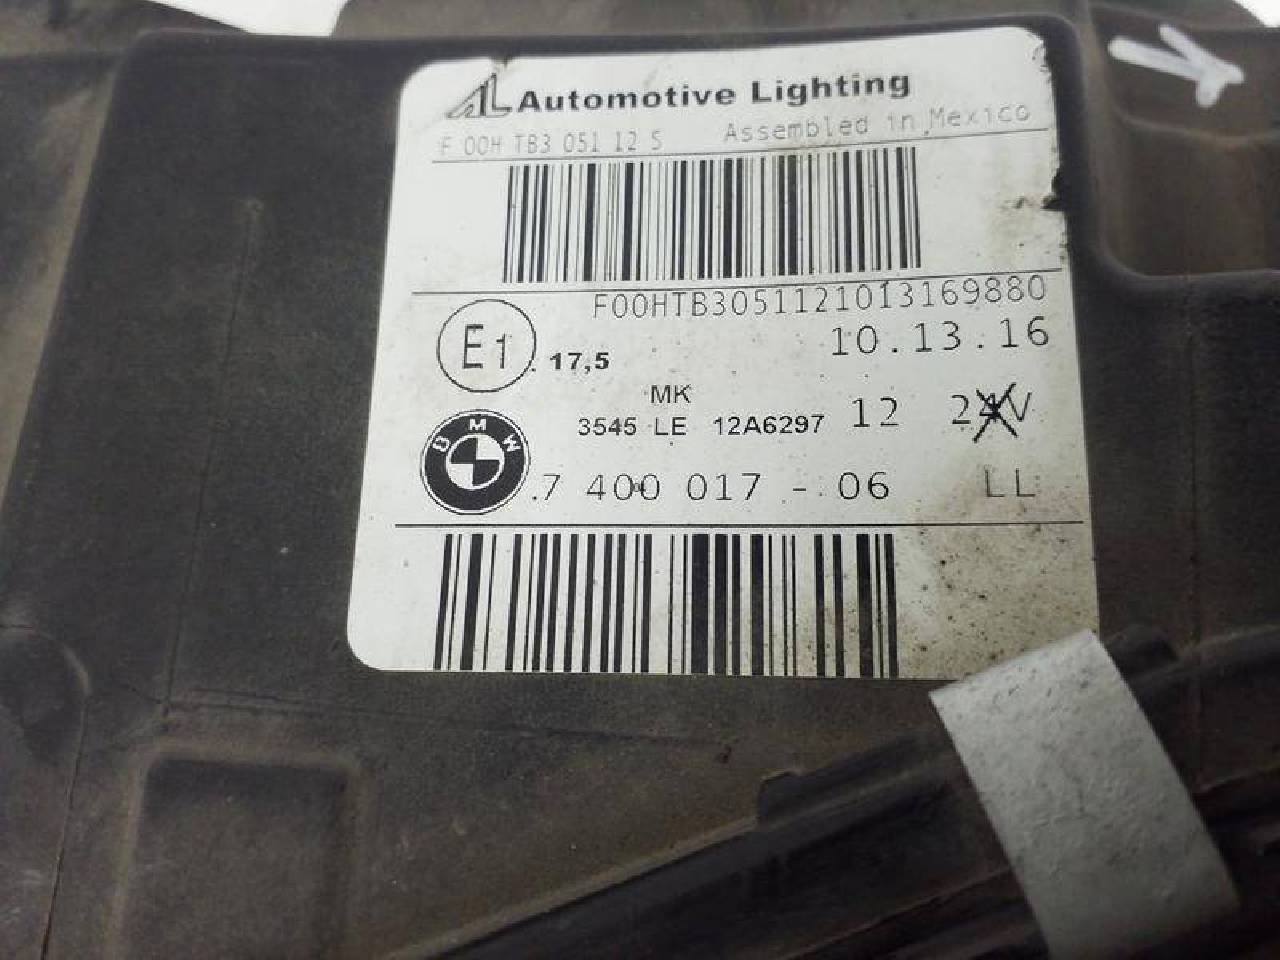 AL Automotive Lighting
F 00H TB3 051 12 S Assembled in Mexico
F00HTB3051121013169880
E1 . 17,5 10.13.16
MK
3545 LE 12A6297 12 24V
BMW .7 400 017 - 06 LL